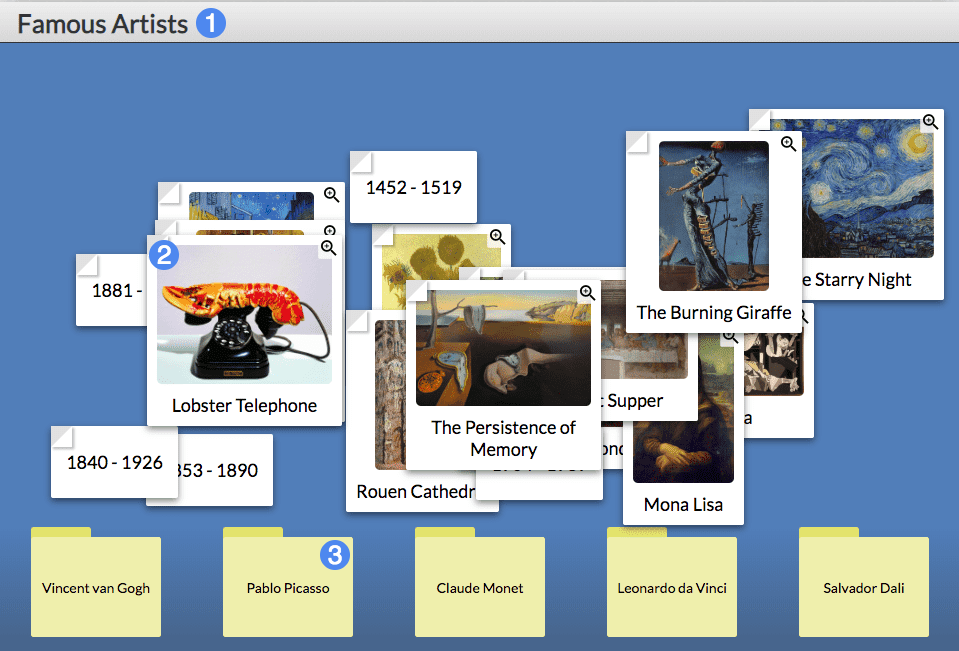 Famous Artists 1
1452 - 1519
2
1881 -
e Starry Night
The Burning Giraffe
Lobster Telephone
t Supper
The Persistence of
Memory
a
1840 - 1926
853 - 1890
Rouen Cathedr
Mona Lisa
3
Vincent van Gogh
Pablo Picasso
Claude Monet
Leonardo da Vinci
Salvador Dali